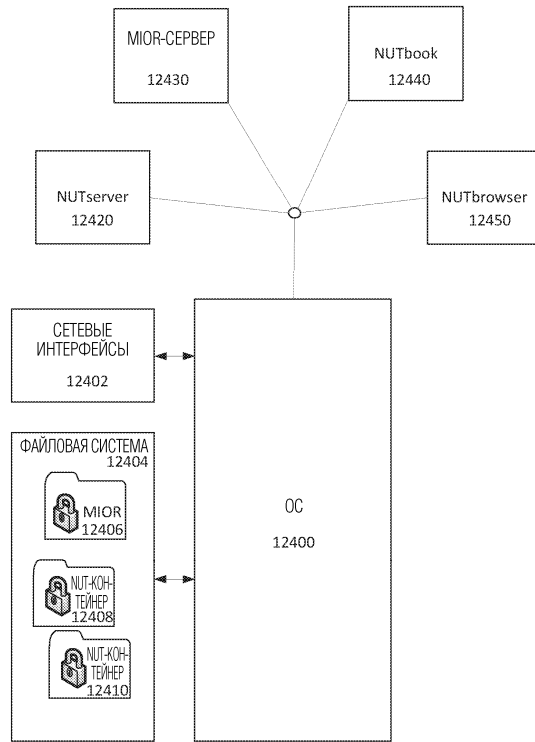 MIOR-СЕРВЕР
12430
NUTbook
12440
NUTserver
12420
NUTbrowser
12450
СЕТЕВЫЕ
ИНТЕРФЕЙСЫ
12402
ФАЙЛОВАЯ СИСТЕМА
12404
MIOR
12406
NUT-КОН-
ТЕЙНЕР
12408
NUT-КОН-
ТЕЙНЕР
12410
ОС
12400